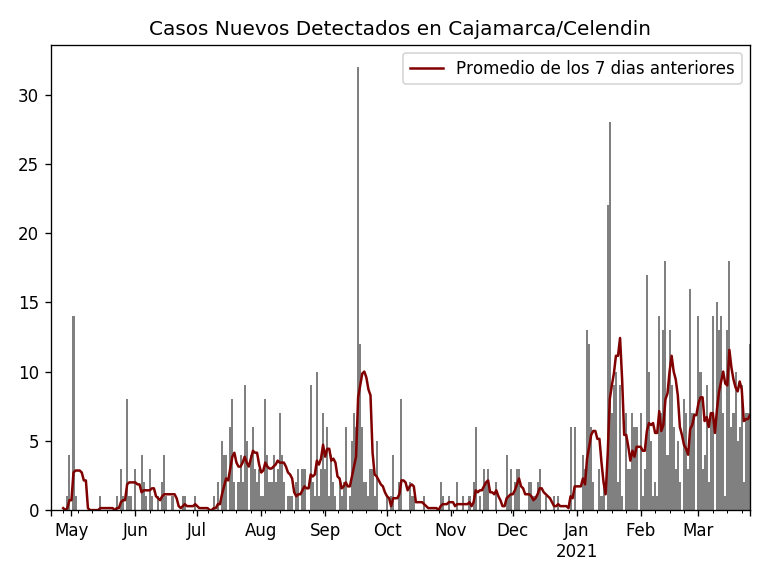 Casos Nuevos Detectados en Cajamarca/Celendin
Promedio de los 7 dias anteriores
30
25
20
15
10
5
0
May Jun Jul Aug Sep Oct Nov Dec Jan Feb Mar
2021